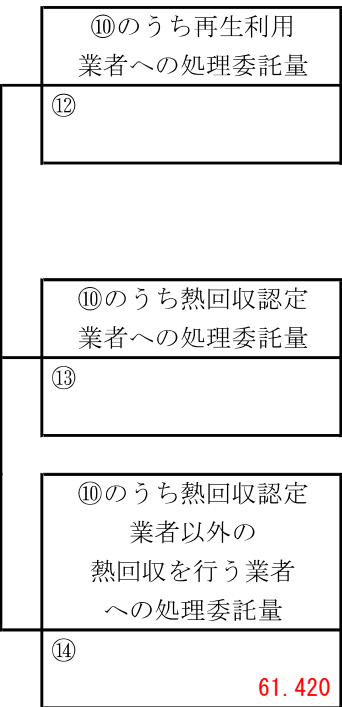 ⑩のうち再生利用
業者への処理委託量
⑫
⑩のうち熱回収認定
業者への処理委託量
⑬
⑩のうち熱回収認定
業者以外の
熱回収を行う業者
への処理委託量
⑭
61.420